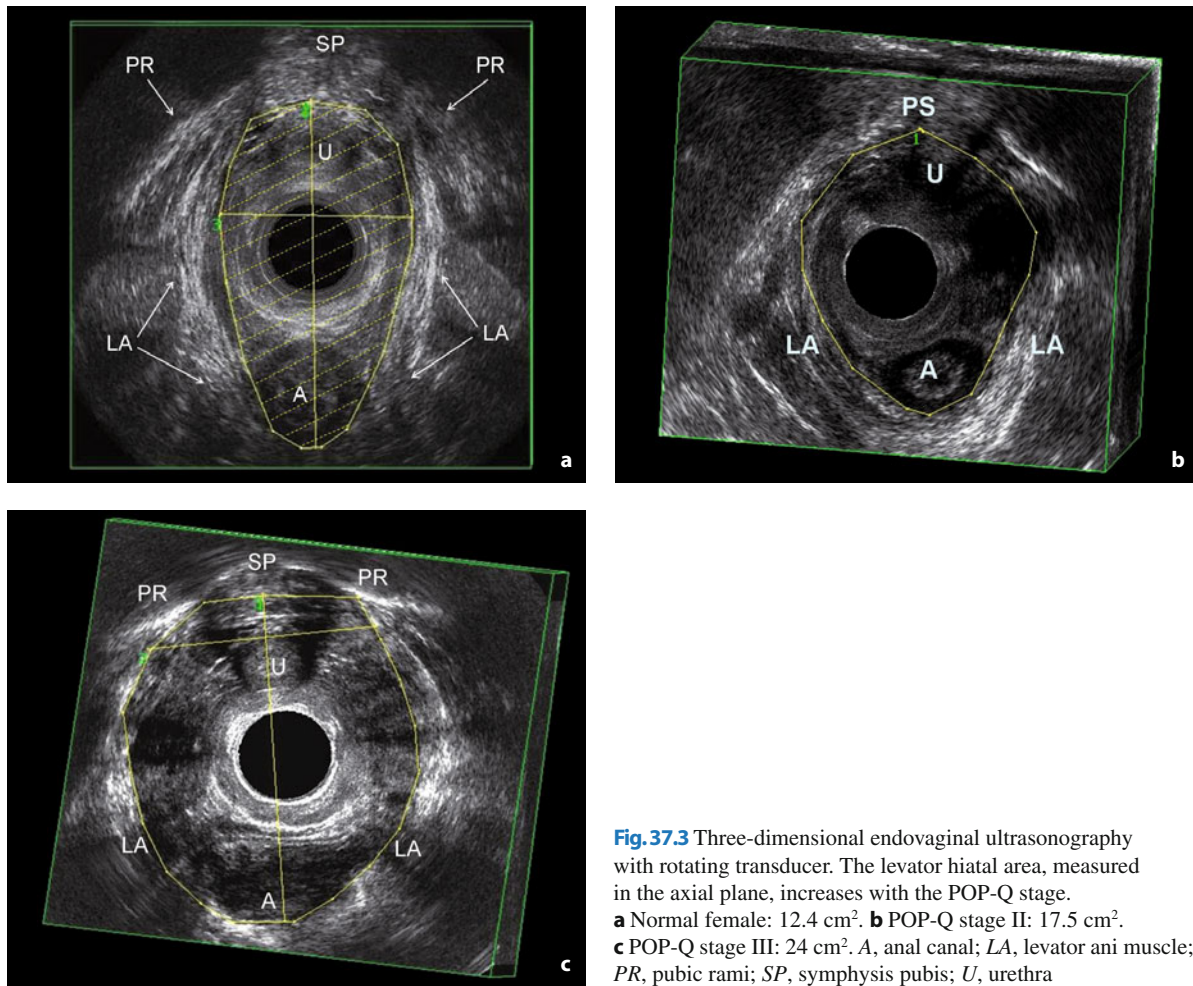 SP
PR
PR
U
LA
LA
A
a
PS
U
LA
LA
A
b
SP
PR
PR
U
LA
LA
A
c
Fig. 37.3 Three-dimensional endovaginal ultrasonography
with rotating transducer. The levator hiatal area, measured
in the axial plane, increases with the POP-Q stage.
a Normal female: 12.4 cm². b POP-Q stage II: 17.5 cm².
c POP-Q stage III: 24 cm². A, anal canal; LA, levator ani muscle;
PR, pubic rami; SP, symphysis pubis; U, urethra